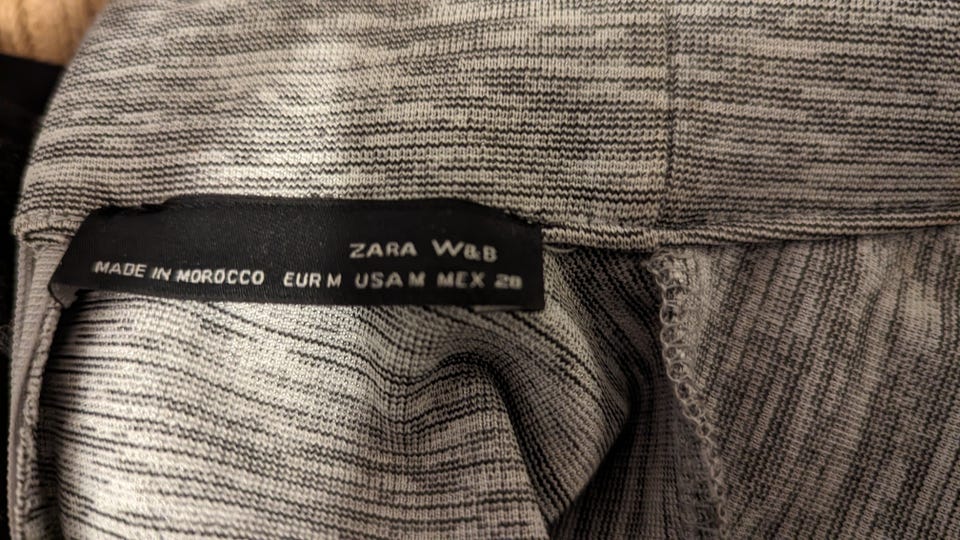 ZARA W&B
MADE IN MOROCCO EUR M USA M MEX 28